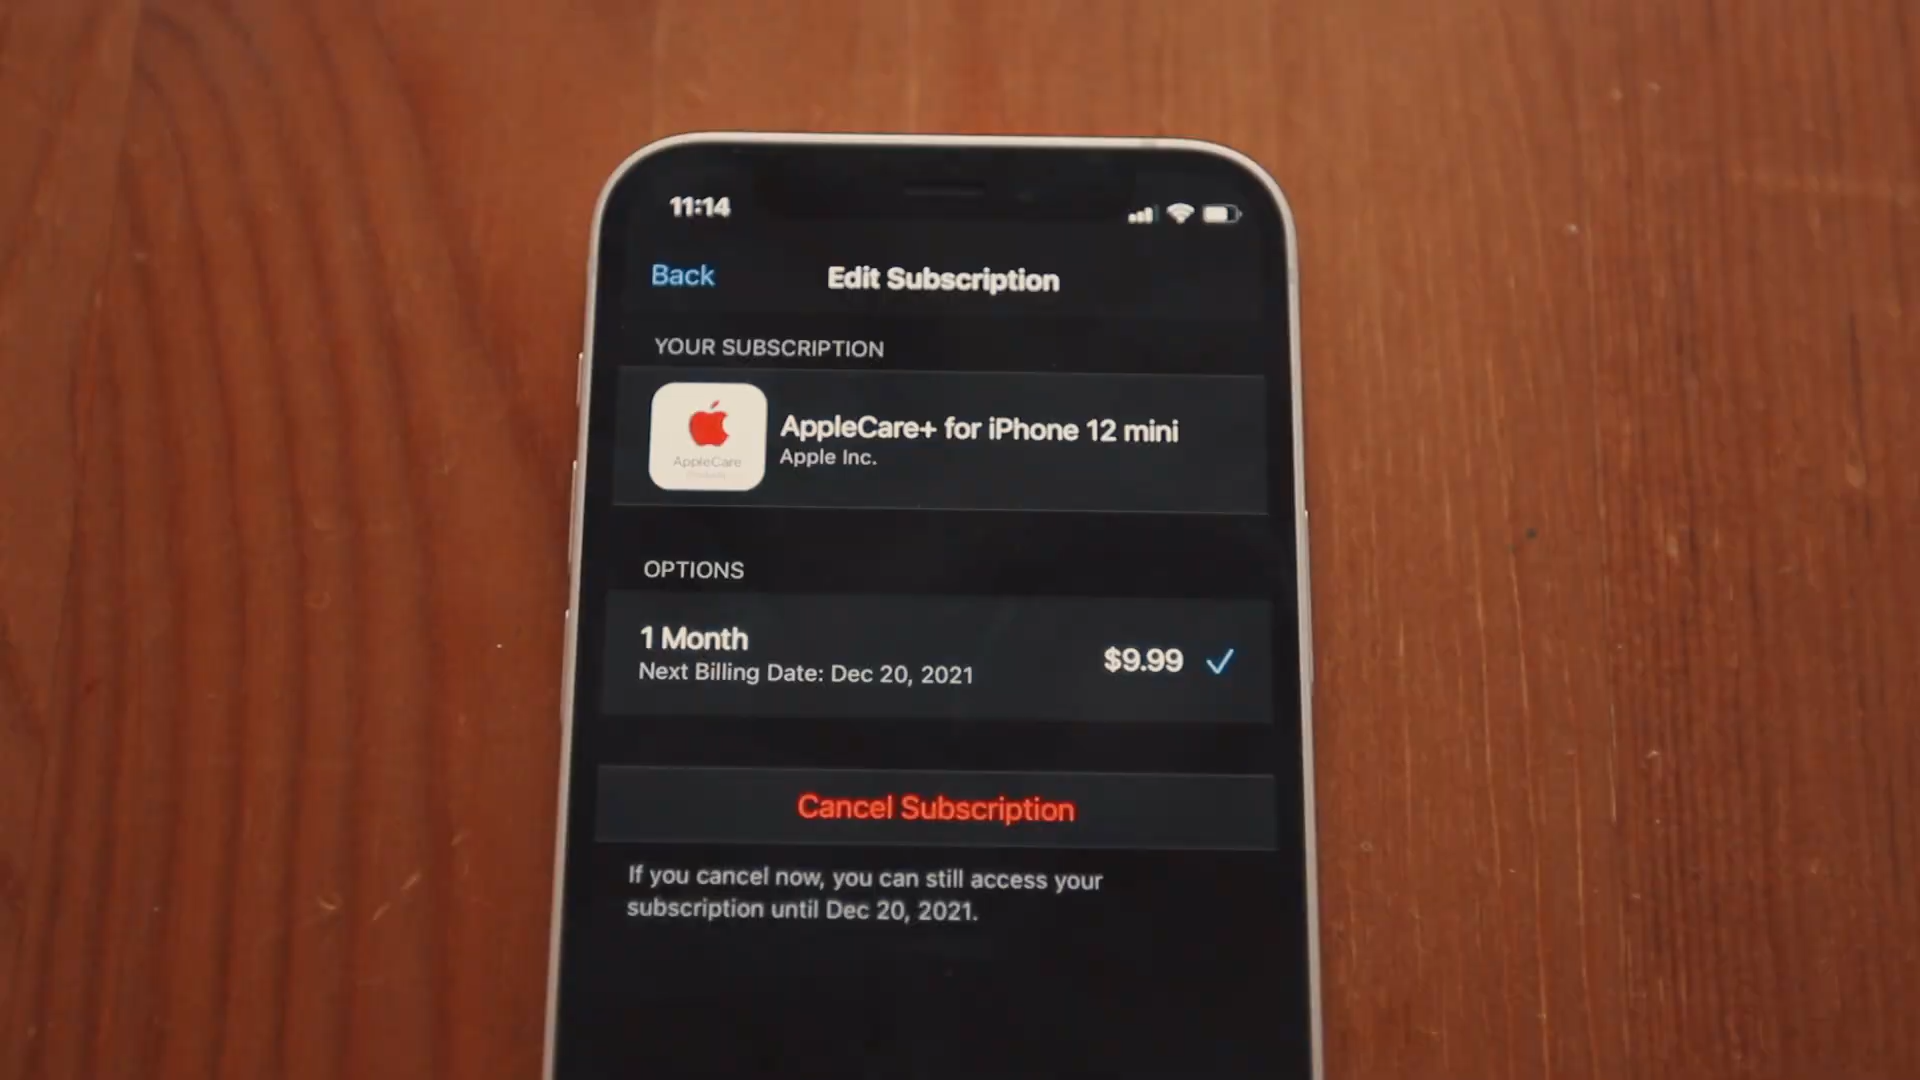 11:14
Back
Edit Subscription
YOUR SUBSCRIPTION
AppleCare
AppleCare+ for iPhone 12 mini
Apple Inc.
OPTIONS
1 Month
Next Billing Date: Dec 20, 2021
$9.99
Cancel Subscription
If you cancel now, you can still access your
subscription until Dec 20, 2021.